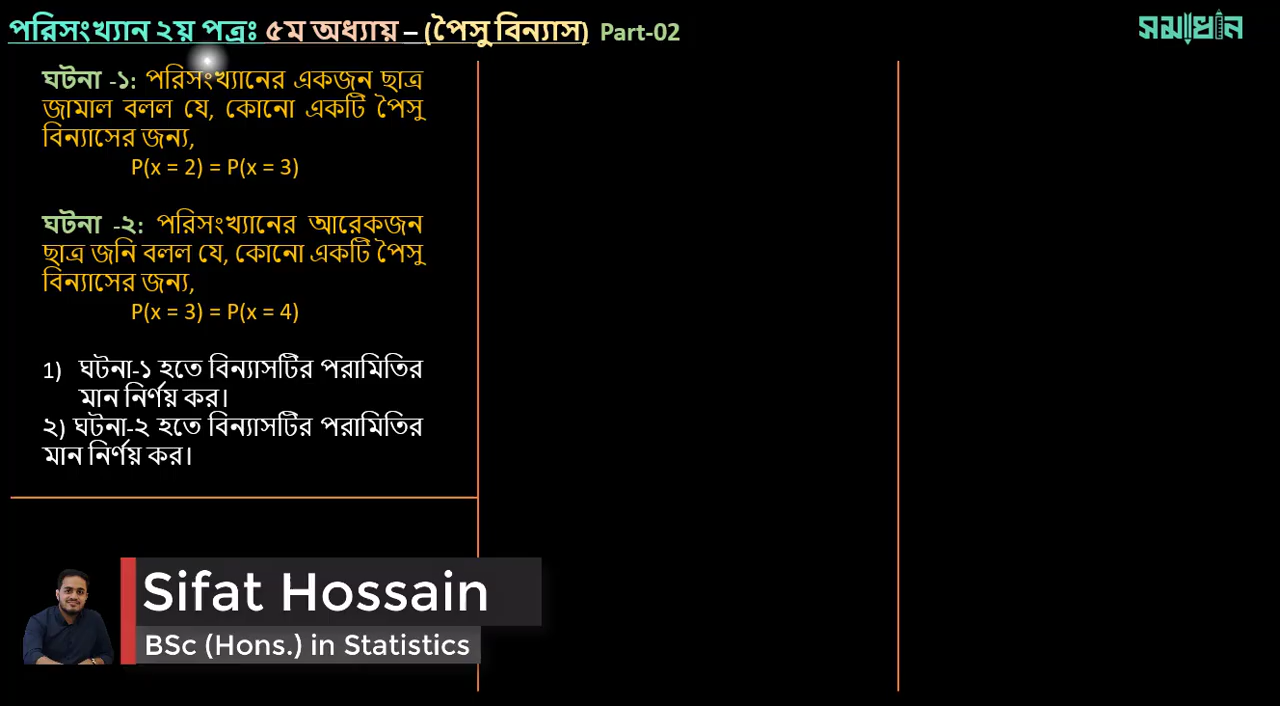 পরিসংখ্যান ২য় পত্রঃ ৫ম অধ্যায় – (পৈসু বিন্যাস) Part-02
সমাধান
ঘটনা -১: পরিসংখ্যানের একজন ছাত্র
জামাল বলল যে, কোনো একটি পৈসু
বিন্যাসের জন্য,
P(x = 2) = P(x = 3)
ঘটনা -২: পরিসংখ্যানের আরেকজন
ছাত্র জনি বলল যে, কোনো একটি পৈসু
বিন্যাসের জন্য,
P(x = 3) = P(x = 4)
1) ঘটনা-১ হতে বিন্যাসটির পরামিতির
মান নির্ণয় কর।
২) ঘটনা-২ হতে বিন্যাসটির পরামিতির
মান নির্ণয় কর।
Sifat Hossain
BSc (Hons.) in Statistics